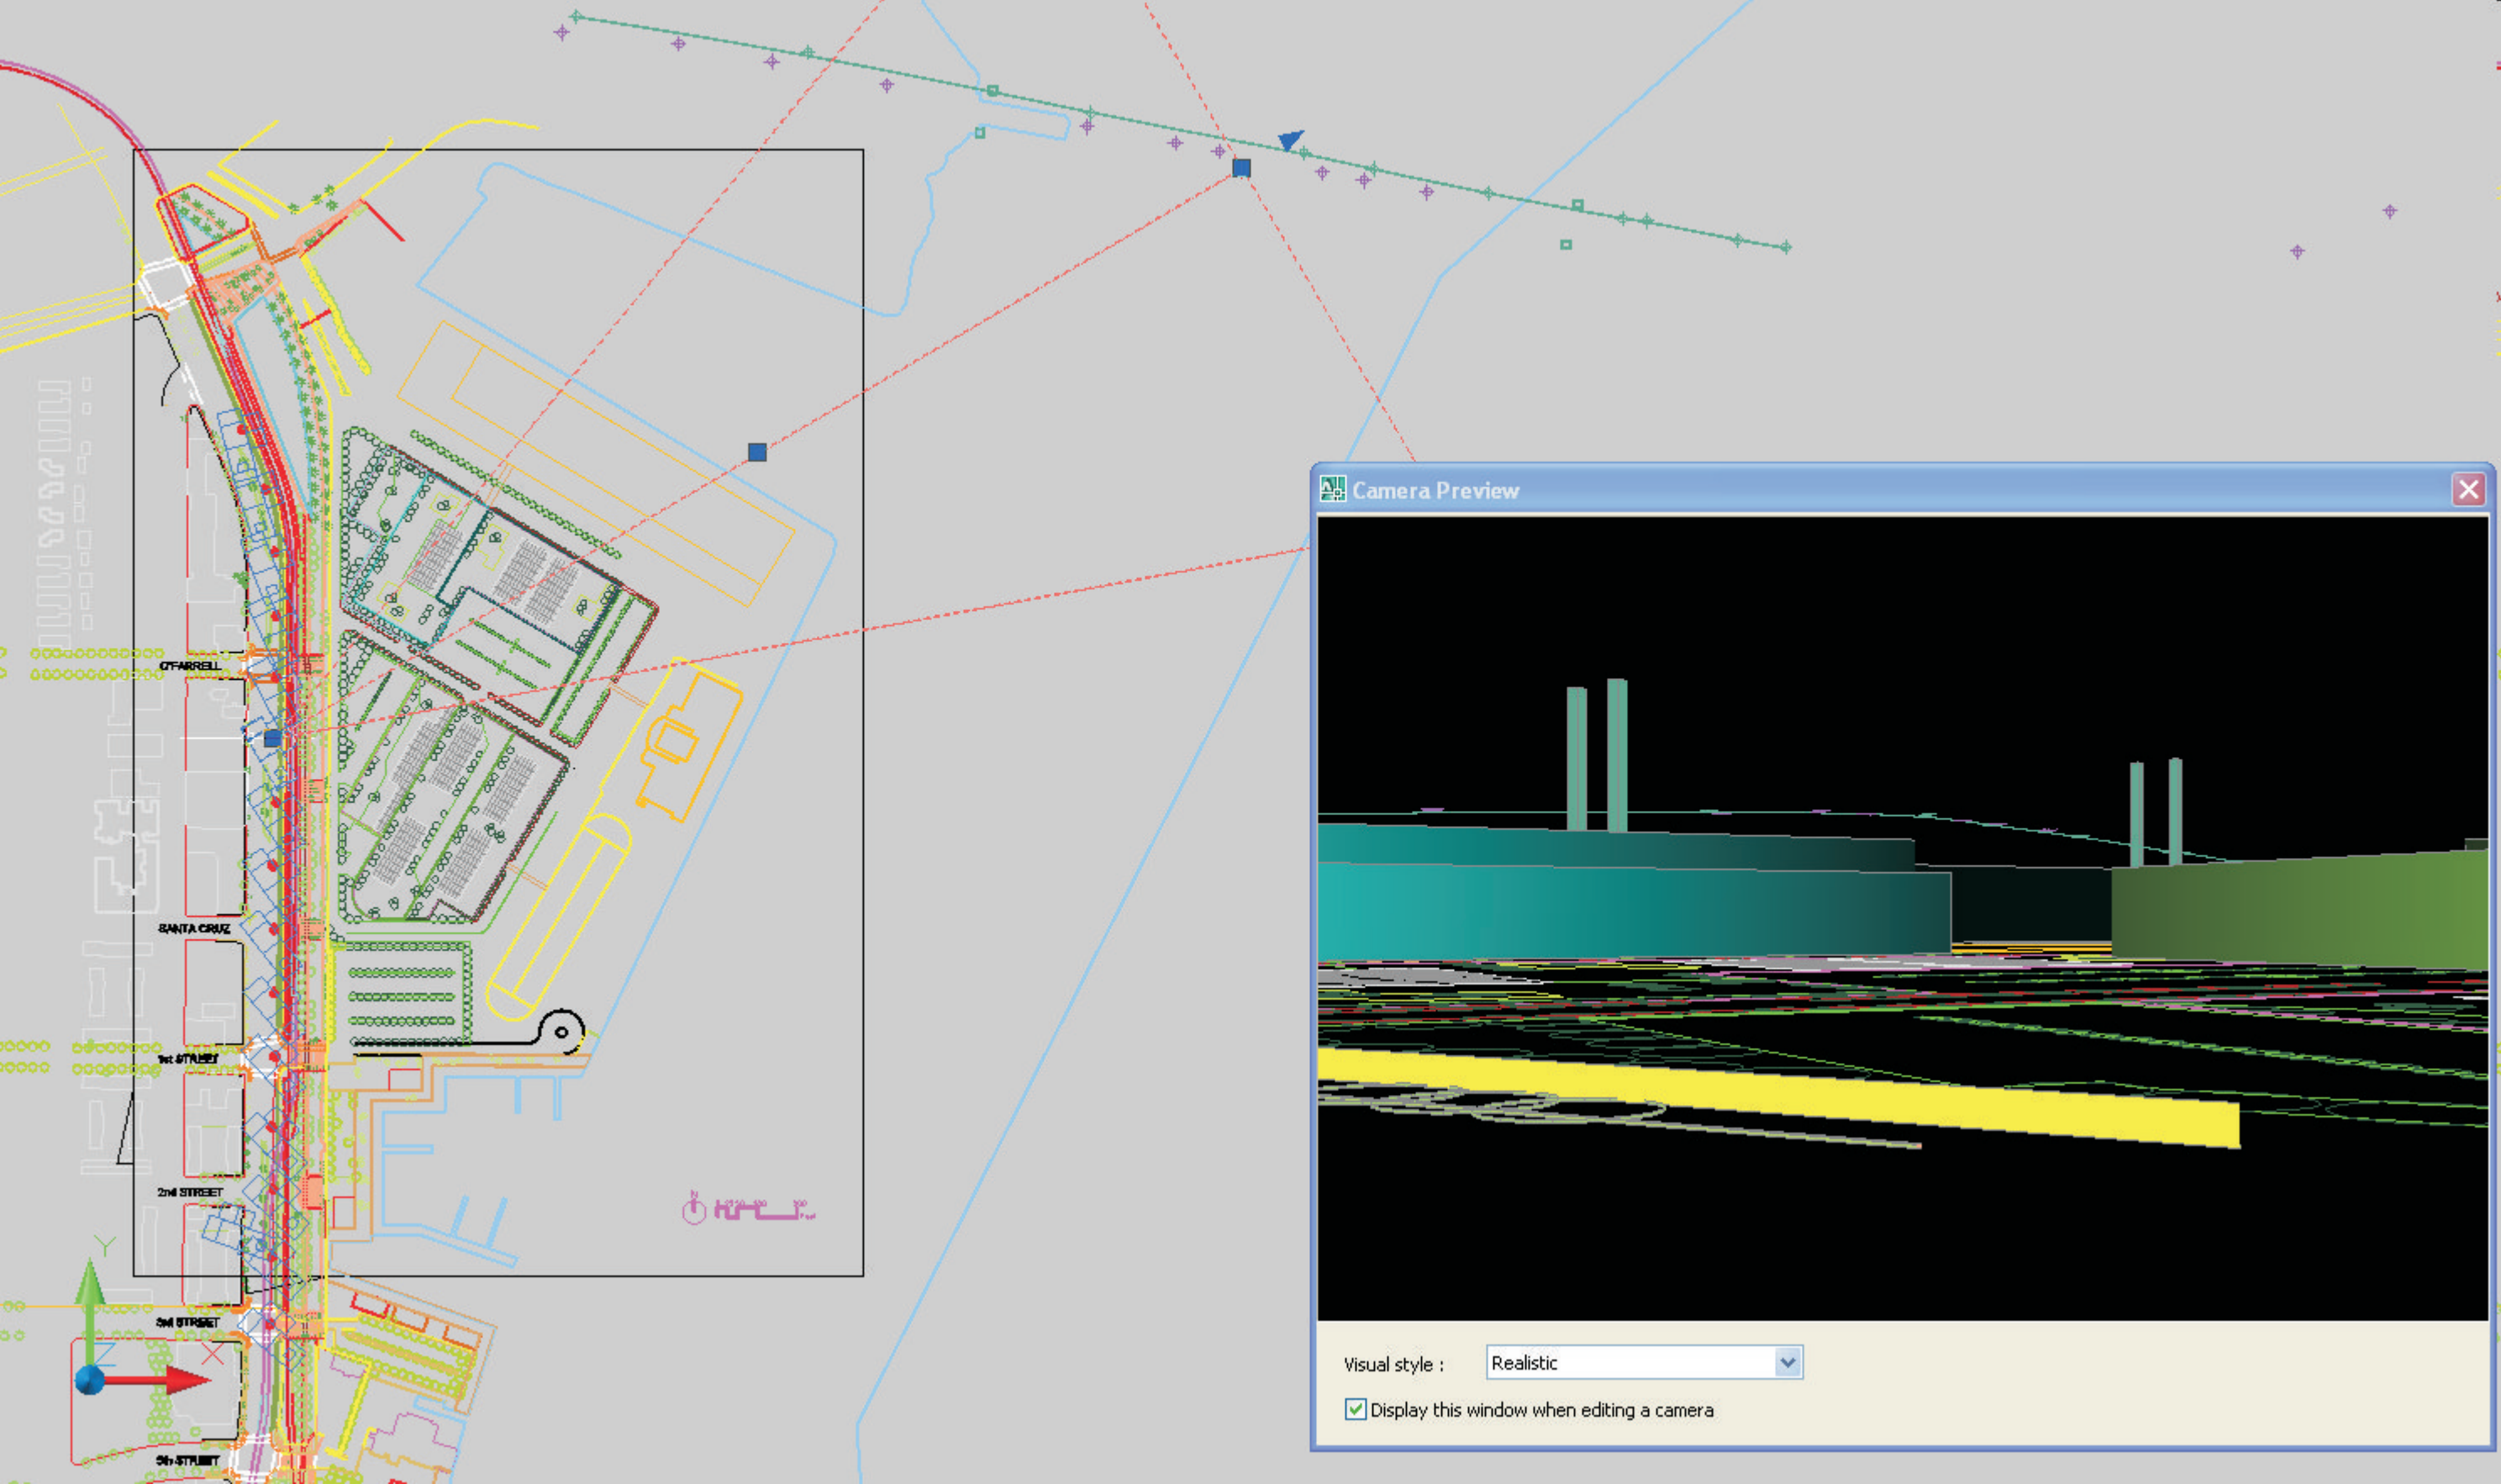 O'FARRELL
SANTA CRUZ
1st STREET
2nd STREET
3rd STREET
5th STREET
N
Y
Z
X
Camera Preview
Visual style :
Realistic
Display this window when editing a camera